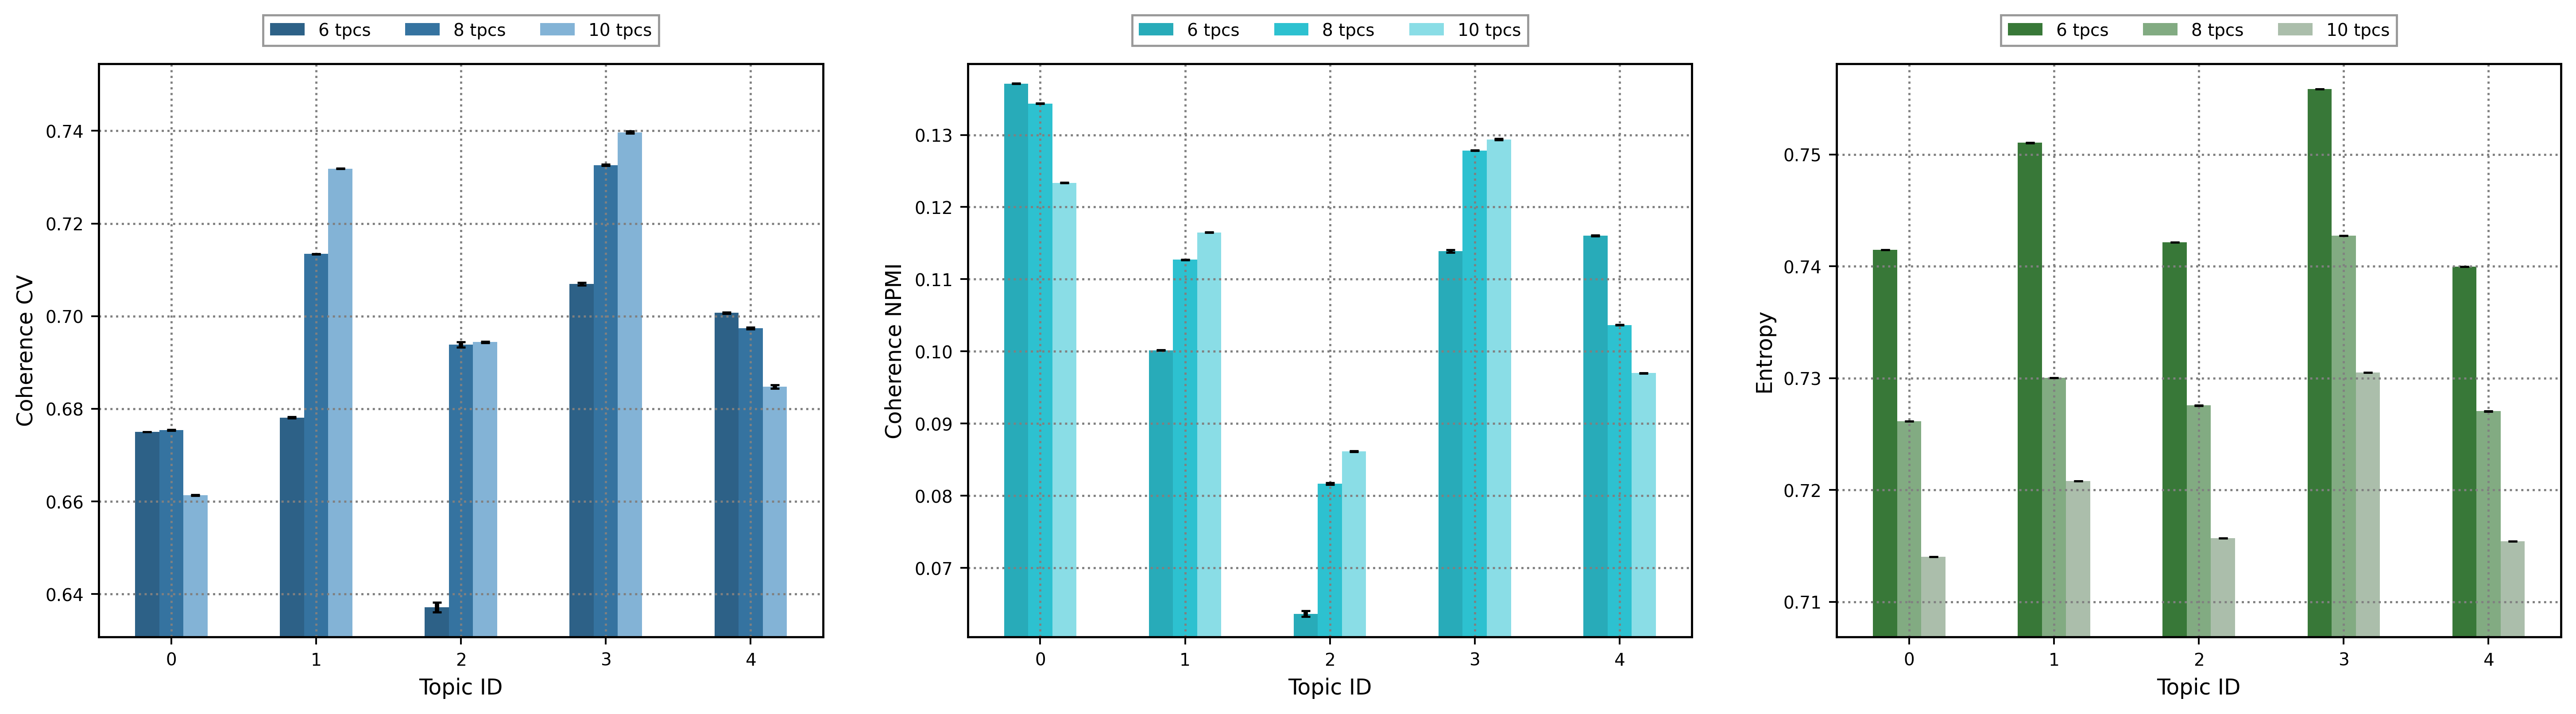 6 tpcs 8 tpcs 10 tpcs
Coherence CV
0.74
0.72
0.70
0.68
0.66
0.64
0 1 2 3 4
Topic ID
6 tpcs 8 tpcs 10 tpcs
Coherence NPMI
0.13
0.12
0.11
0.10
0.09
0.08
0.07
0 1 2 3 4
Topic ID
6 tpcs 8 tpcs 10 tpcs
Entropy
0.75
0.74
0.73
0.72
0.71
0 1 2 3 4
Topic ID